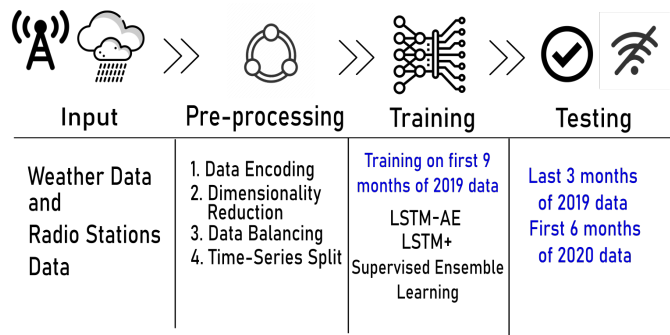 Input
Weather Data
and
Radio Stations
Data
Pre-processing
1. Data Encoding
2. Dimensionality
Reduction
3. Data Balancing
4. Time-Series Split
Training
Training on first 9
months of 2019 data
LSTM-AE
LSTM+
Supervised Ensemble
Learning
Testing
Last 3 months
of 2019 data
First 6 months
of 2020 data